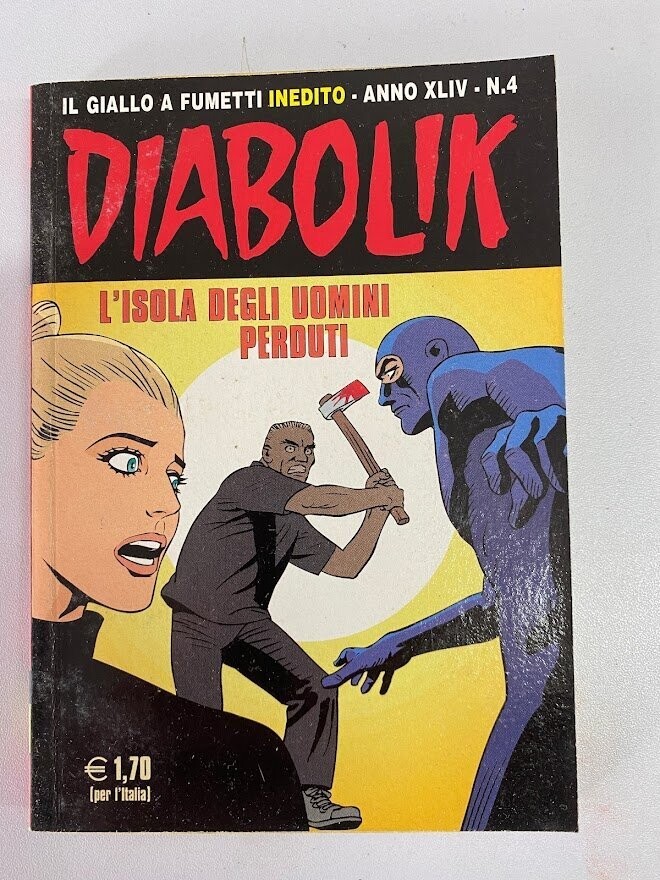 IL GIALLO A FUMETTI INEDITO - ANNO XLIV - N.4
DIABOLIK
L'ISOLA DEGLI UOMINI
PERDUTI
€ 1,70
(per l'Italia)